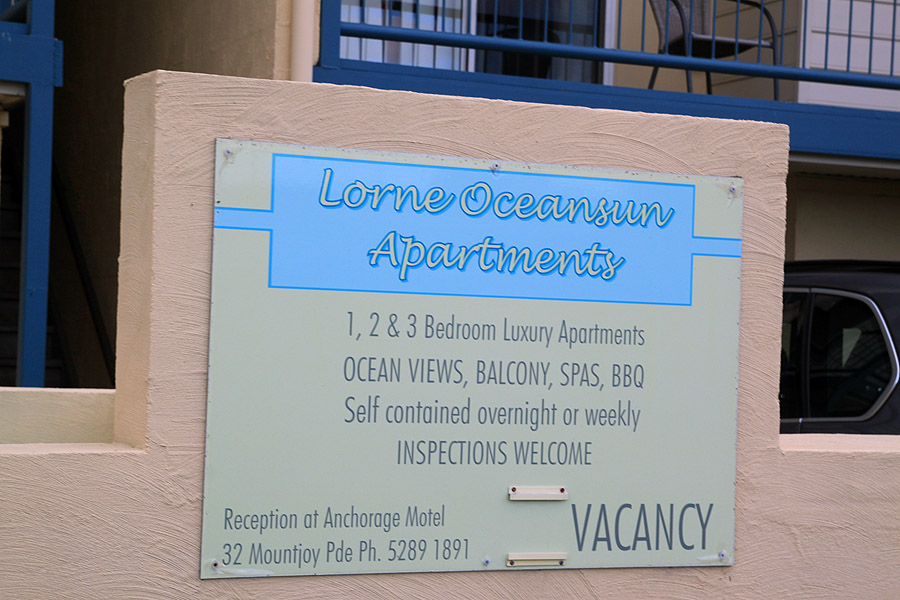 Lorne Oceansun
Apartments
1, 2 & 3 Bedroom Luxury Apartments
OCEAN VIEWS, BALCONY, SPAS, BBQ
Self contained overnight or weekly
INSPECTIONS WELCOME
Reception at Anchorage Motel
32 Mountjoy Pde Ph. 5289 1891
VACANCY